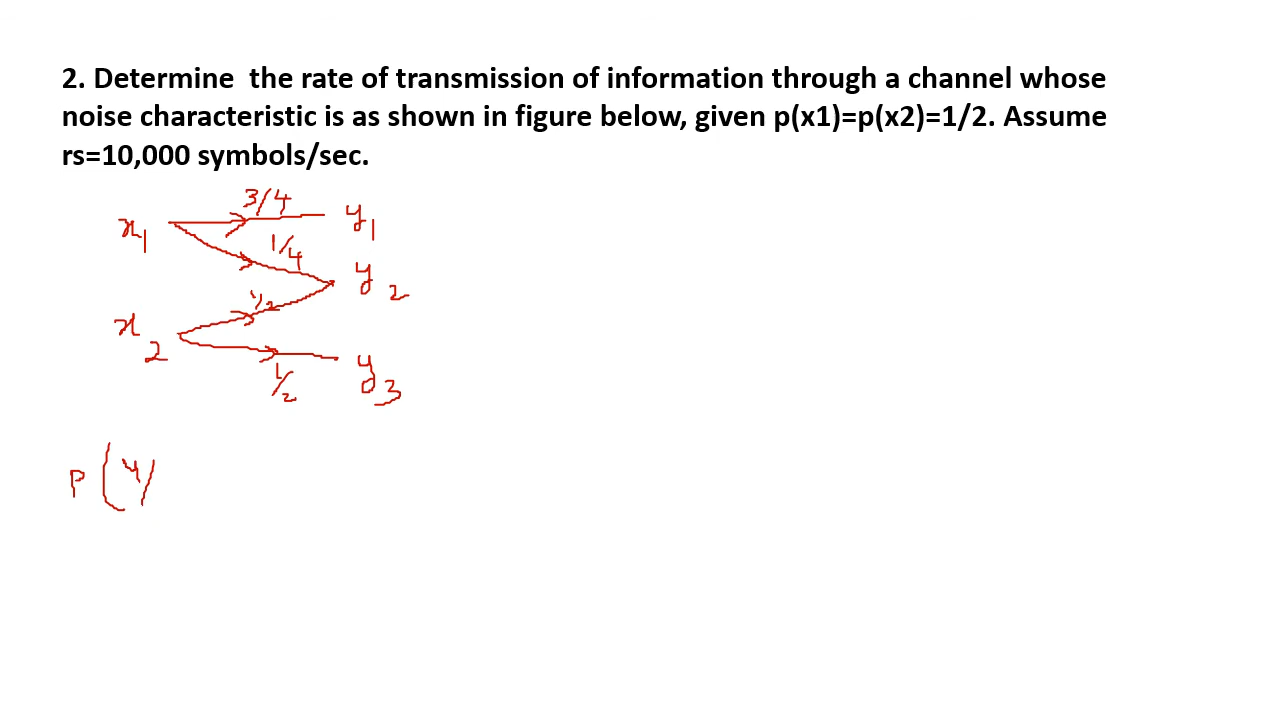 2. Determine  the rate of transmission of information through a channel whose
noise characteristic is as shown in figure below, given p(x1)=p(x2)=1/2. Assume
rs=10,000 symbols/sec.
3/4
x1 y1
1/4
y2
1/2
x2
y3
1/2
P(y/